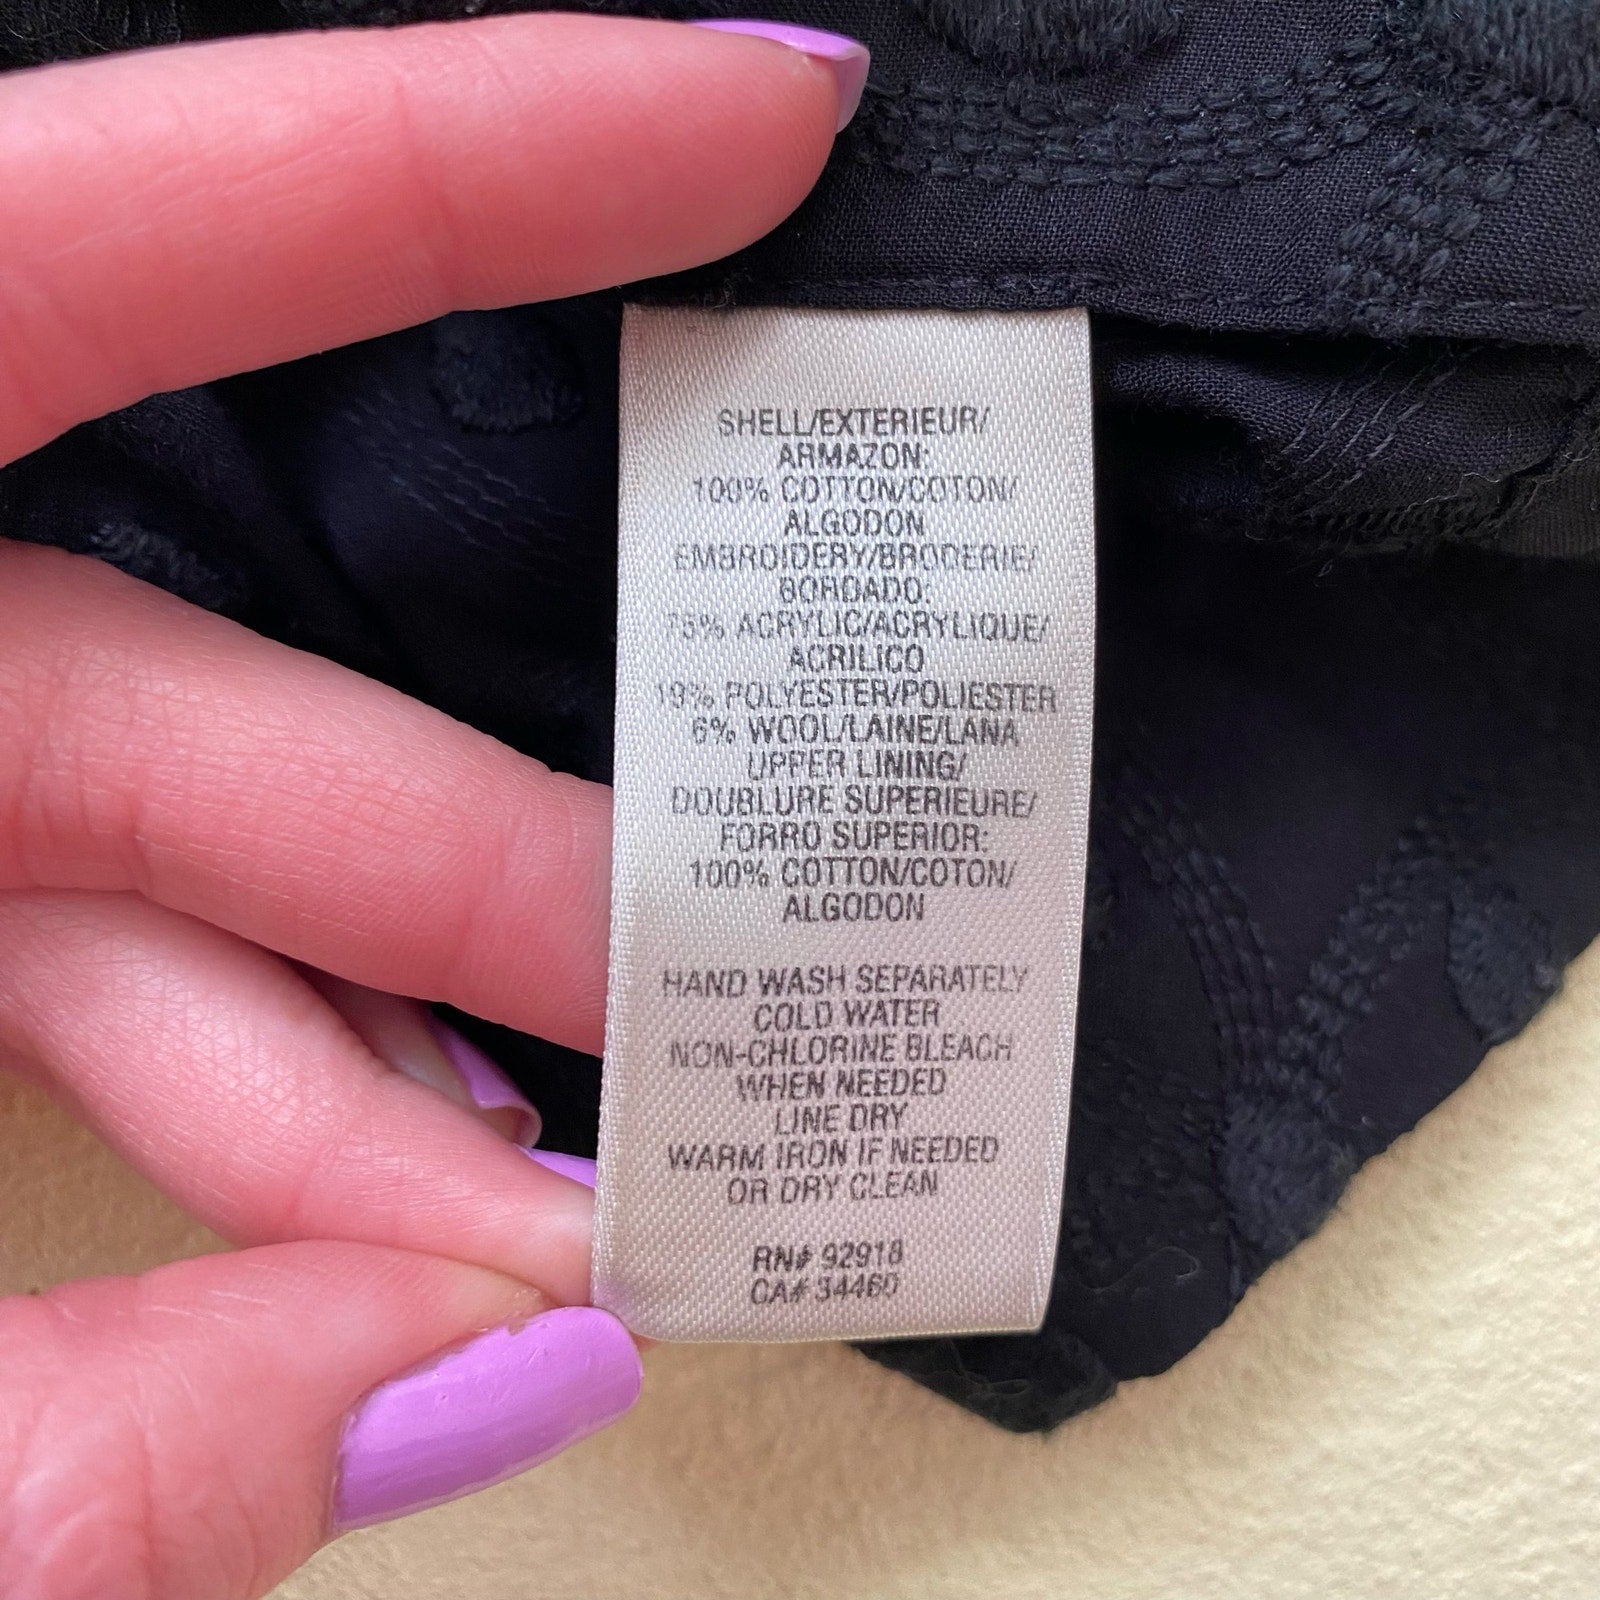 SHELL/EXTERIEUR/
ARMAZON:
100% COTTON/COTON/
ALGODON
EMBROIDERY/BRODERIE/
BORDADO:
75% ACRYLIC/ACRYLIQUE/
ACRILICO
19% POLYESTER/POLIESTER
6% WOOL/LAINE/LANA
UPPER LINING/
DOUBLURE SUPERIEURE/
FORRO SUPERIOR:
100% COTTON/COTON/
ALGODON
HAND WASH SEPARATELY
COLD WATER
NON-CHLORINE BLEACH
WHEN NEEDED
LINE DRY
WARM IRON IF NEEDED
OR DRY CLEAN
RN# 92918
CA# 34460